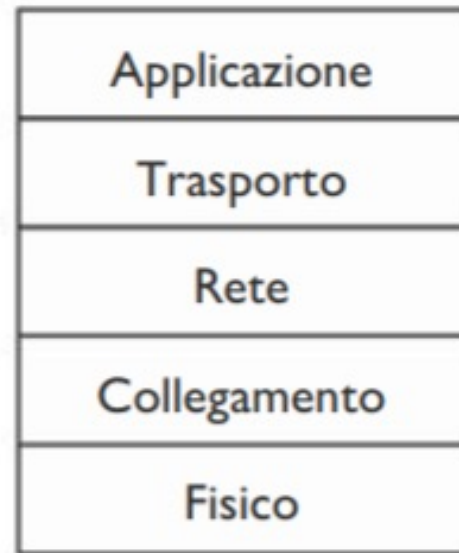 Applicazione
Trasporto
Rete
Collegamento
Fisico